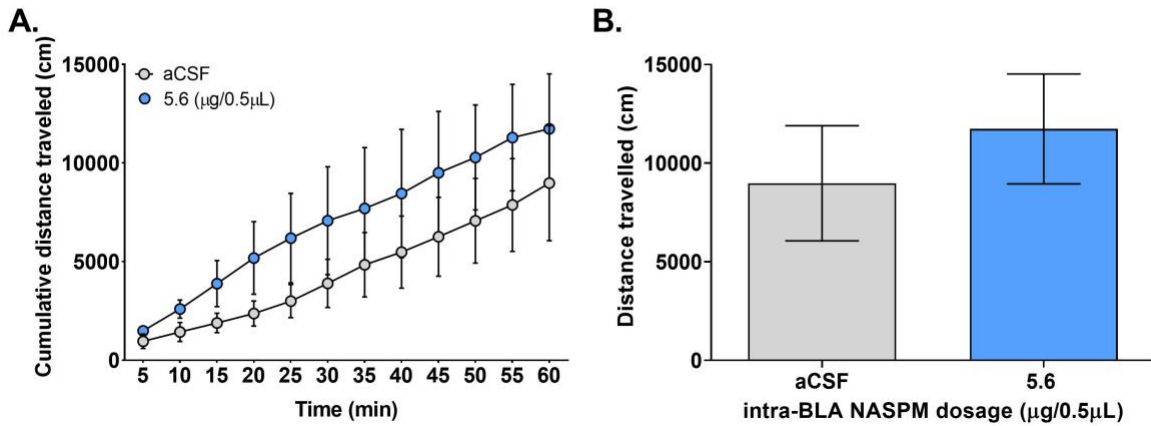 A.
Cumulative distance traveled (cm)
15000
10000
5000
0
aCSF
5.6 (μg/0.5μL)
5 10 15 20 25 30 35 40 45 50 55 60
Time (min)
B.
Distance travelled (cm)
15000
10000
5000
0
aCSF 5.6
intra-BLA NASPM dosage (μg/0.5μL)